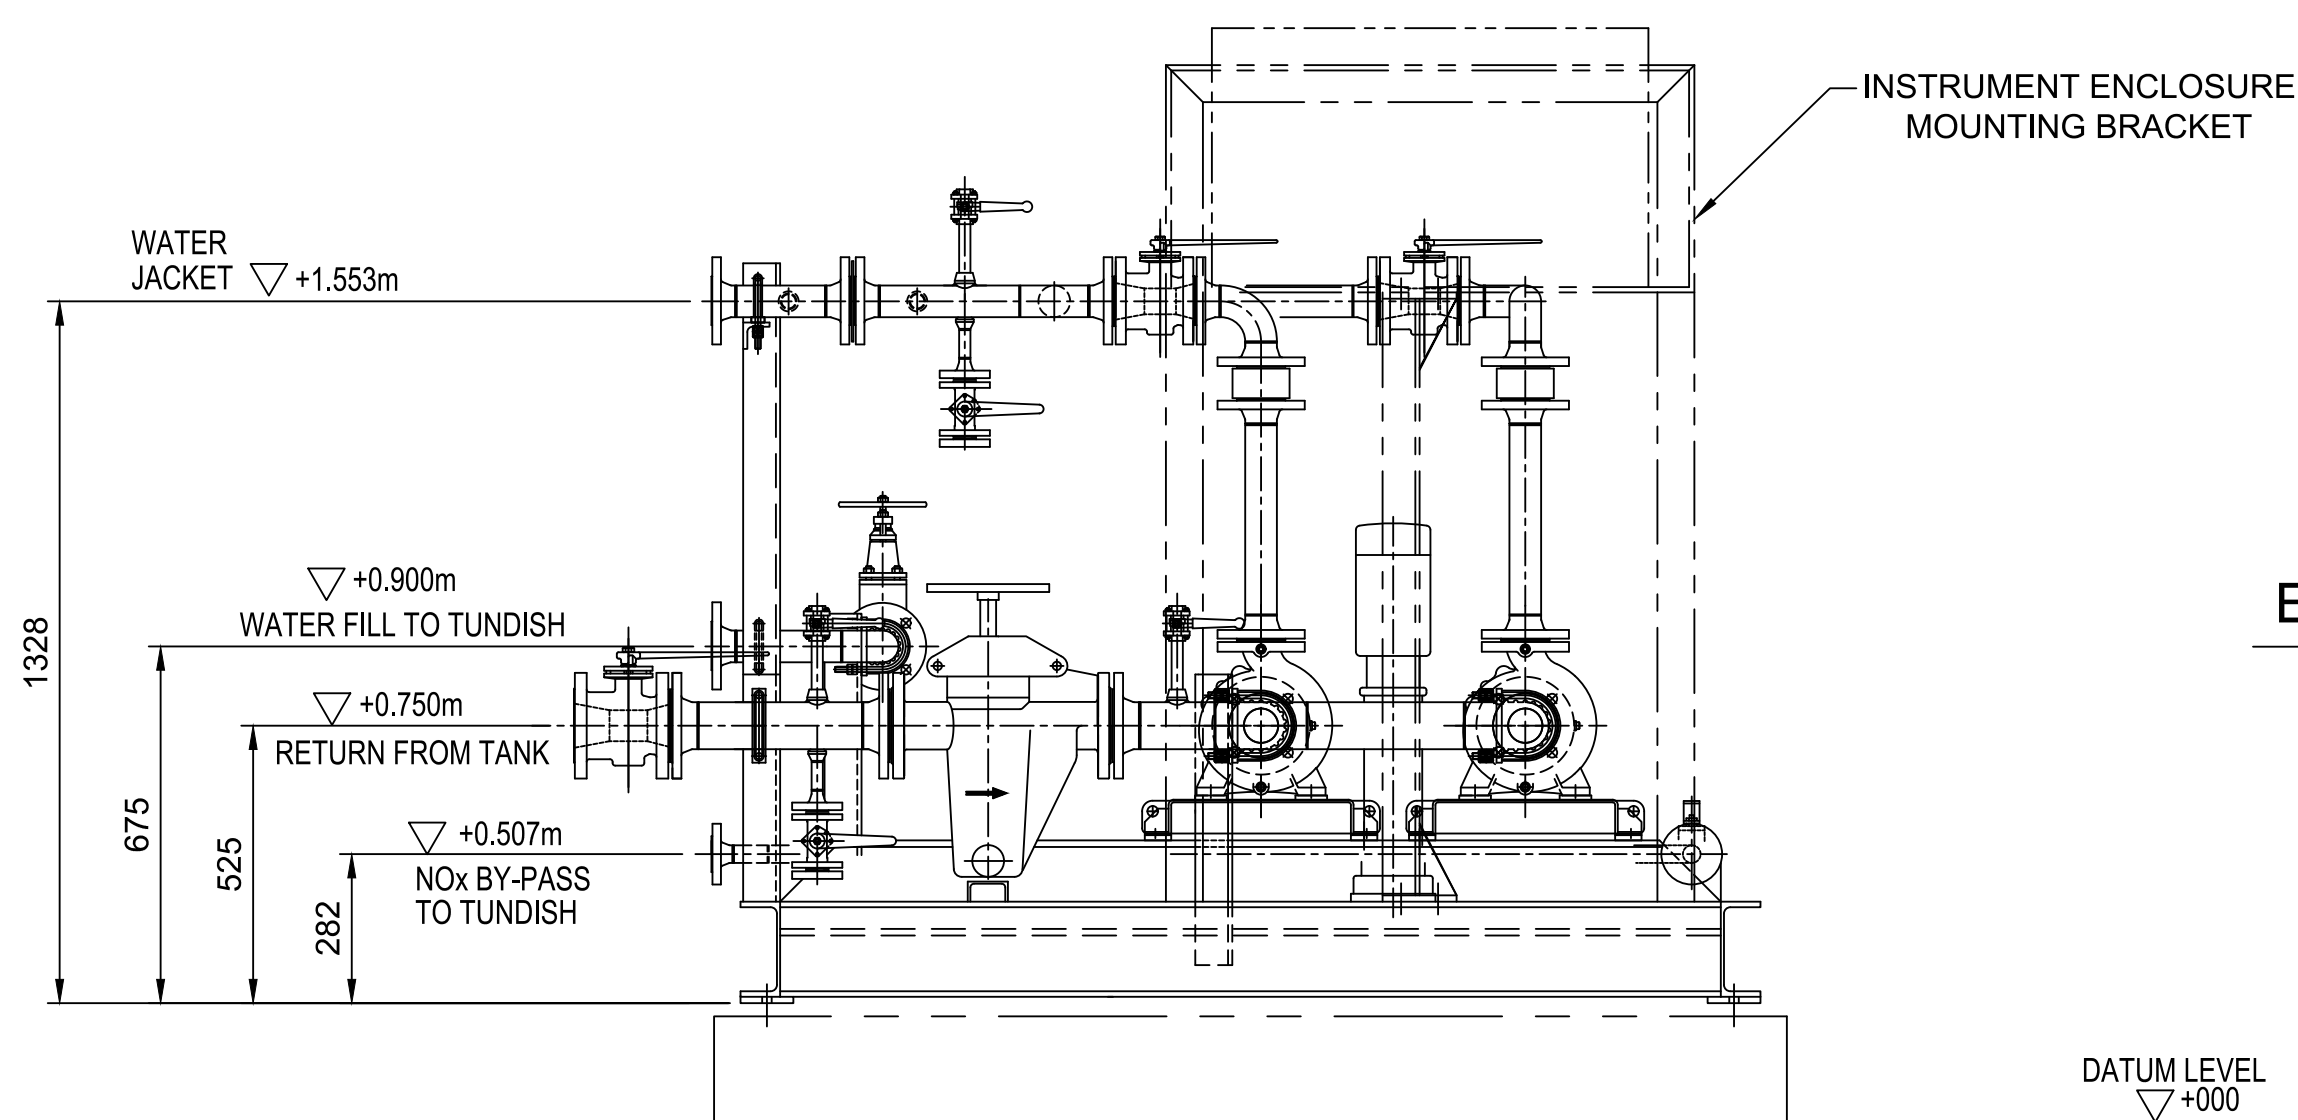 INSTRUMENT ENCLOSURE
MOUNTING BRACKET
WATER
JACKET +1.553m
+0.900m
WATER FILL TO TUNDISH
1328
+0.750m
RETURN FROM TANK
675
525
+0.507m
NOx BY-PASS
TO TUNDISH
282
DATUM LEVEL
+000